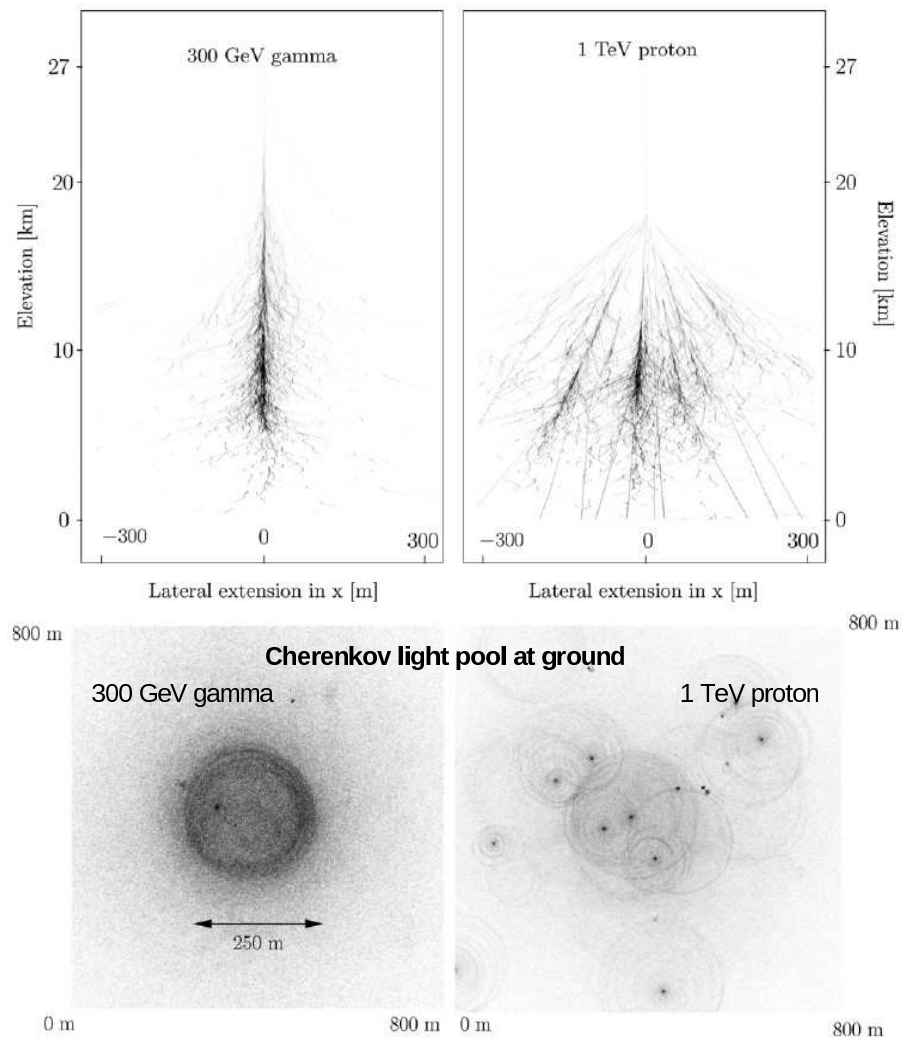 300 GeV gamma
1 TeV proton
27
20
10
0
Elevation [km]
−300
0
300
Lateral extension in x [m]
27
20
10
0
Elevation [km]
−300
0
300
Lateral extension in x [m]
800 m
800 m
Cherenkov light pool at ground
300 GeV gamma
1 TeV proton
250 m
0 m
800 m
0 m
800 m